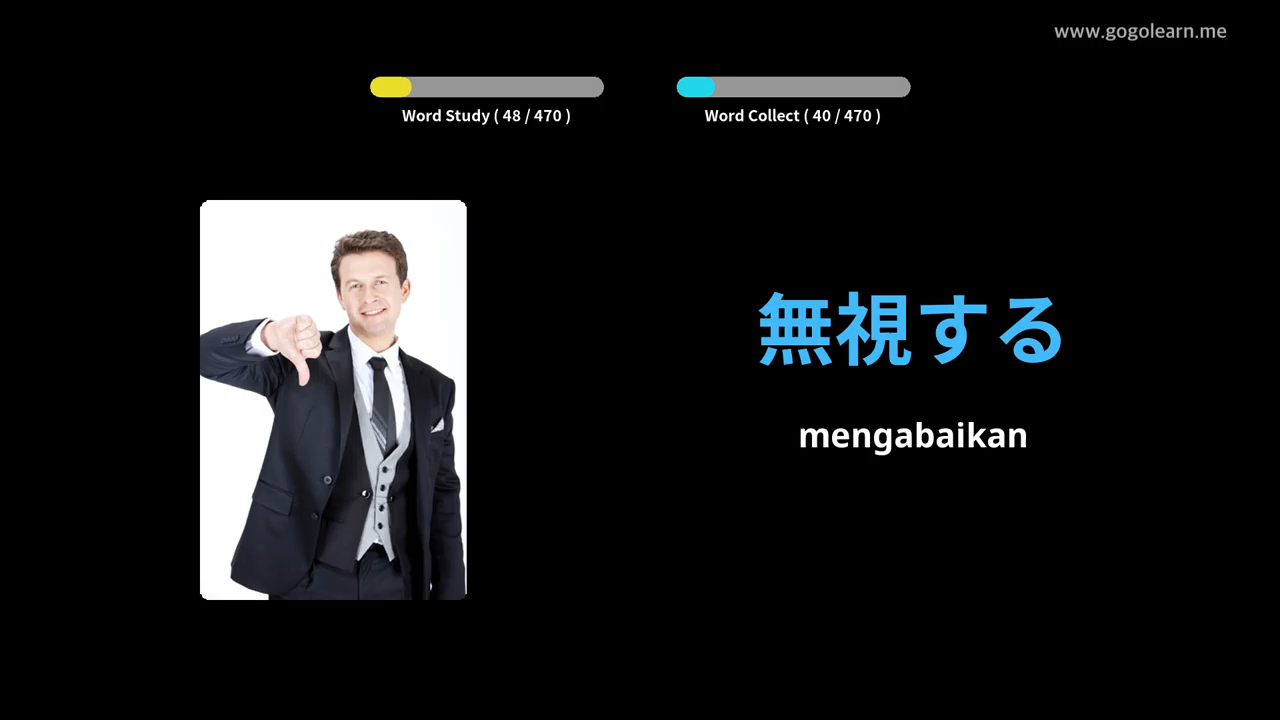 www.gogolearn.me
Word Study ( 48 / 470 )
Word Collect ( 40 / 470 )
無視する
mengabaikan